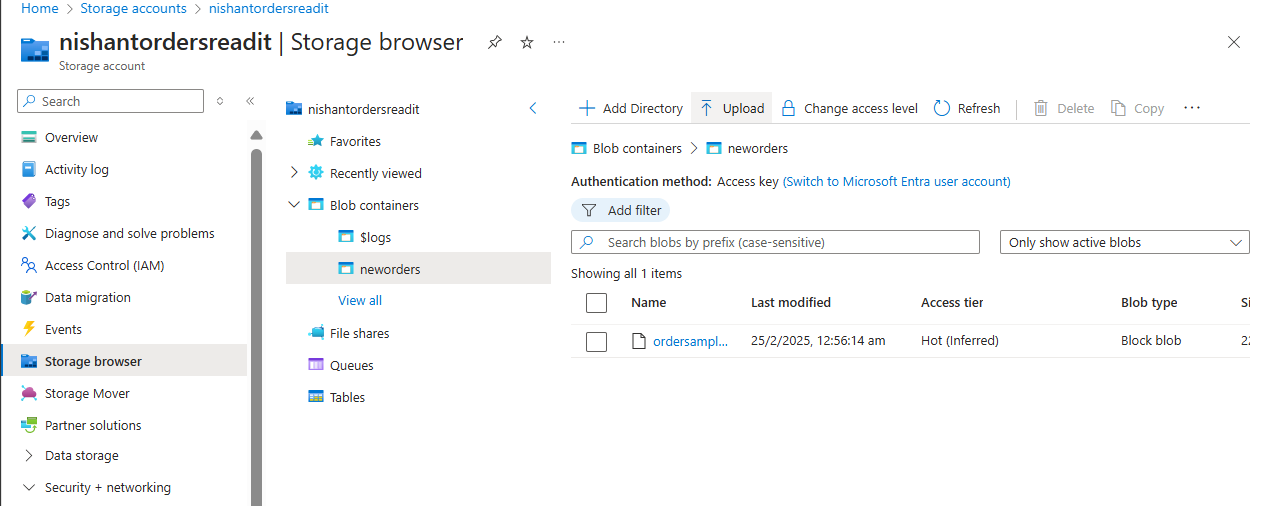 Home > Storage accounts > nishantordersreadit >
nishantordersreadit | Storage browser
Storage account
Search
Overview
Activity log
Tags
Diagnose and solve problems
Access Control (IAM)
Data migration
Events
Storage browser
Storage Mover
Partner solutions
Data storage
Security + networking
nishantordersreadit
Favorites
Recently viewed
Blob containers
$logs
neworders
View all
File shares
Queues
Tables
Add Directory Upload Change access level Refresh Delete Copy ...
Blob containers > neworders
Authentication method: Access key (Switch to Microsoft Entra user account)
Add filter
Search blobs by prefix (case-sensitive) Only show active blobs
Showing all 1 items
Name Last modified Access tier Blob type
ordersampl... 25/2/2025, 12:56:14 am Hot (Inferred) Block blob